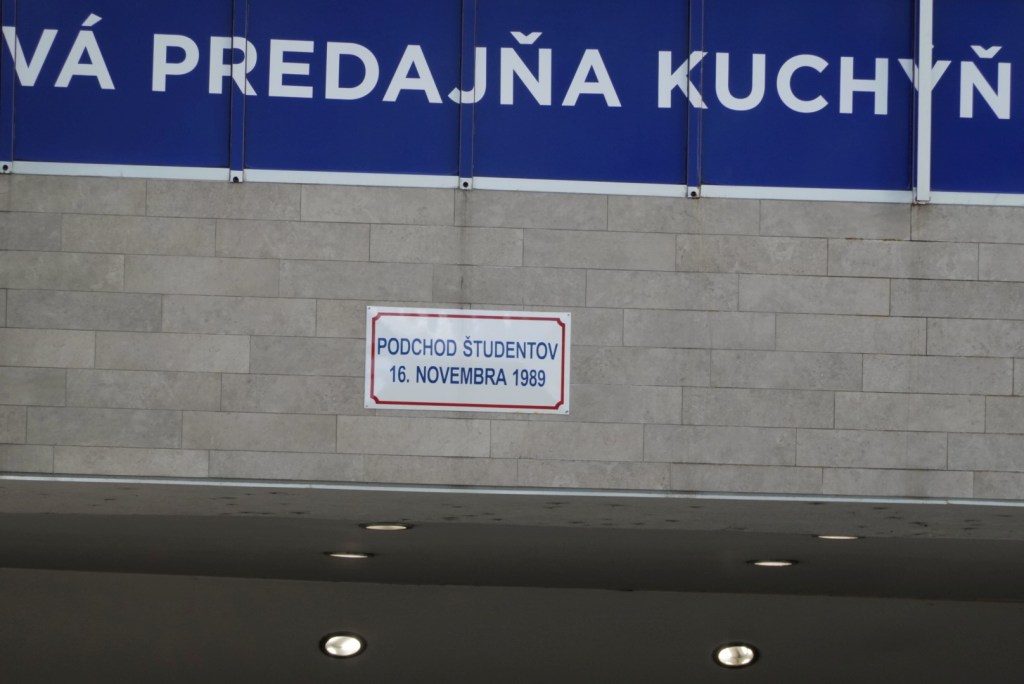 VÁ PREDAJŇA KUCHÝŇ
PODCHOD ŠTUDENTOV
16. NOVEMBRA 1989